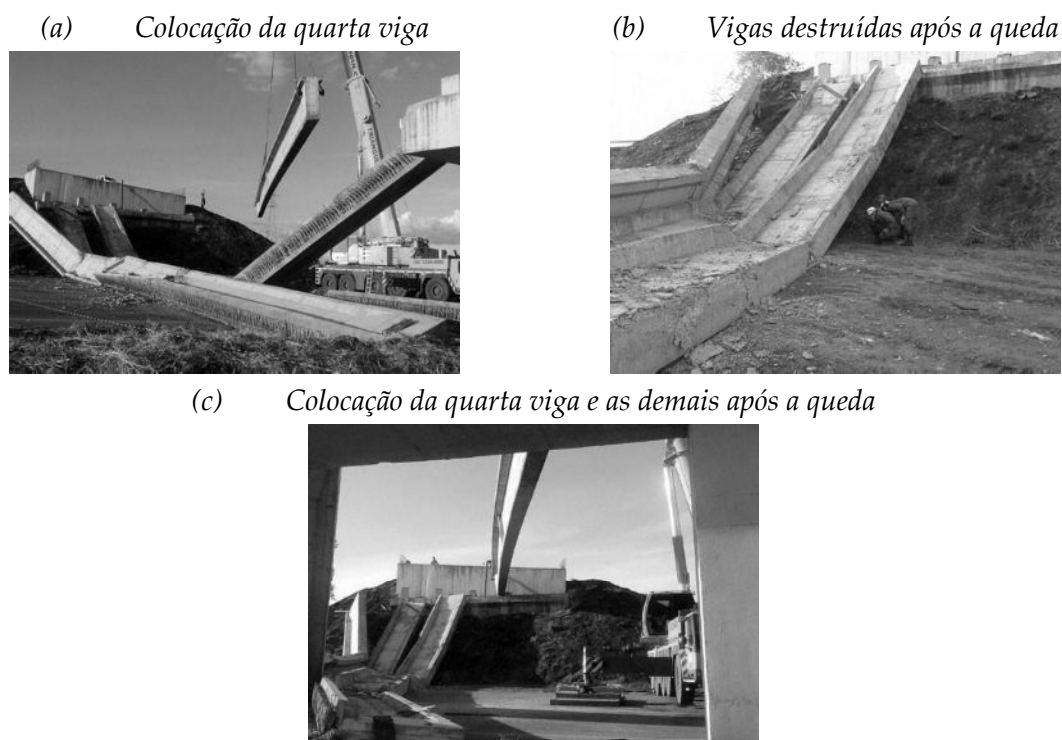 (a) Colocação da quarta viga
(b) Vigas destruídas após a queda
(c) Colocação da quarta viga e as demais após a queda